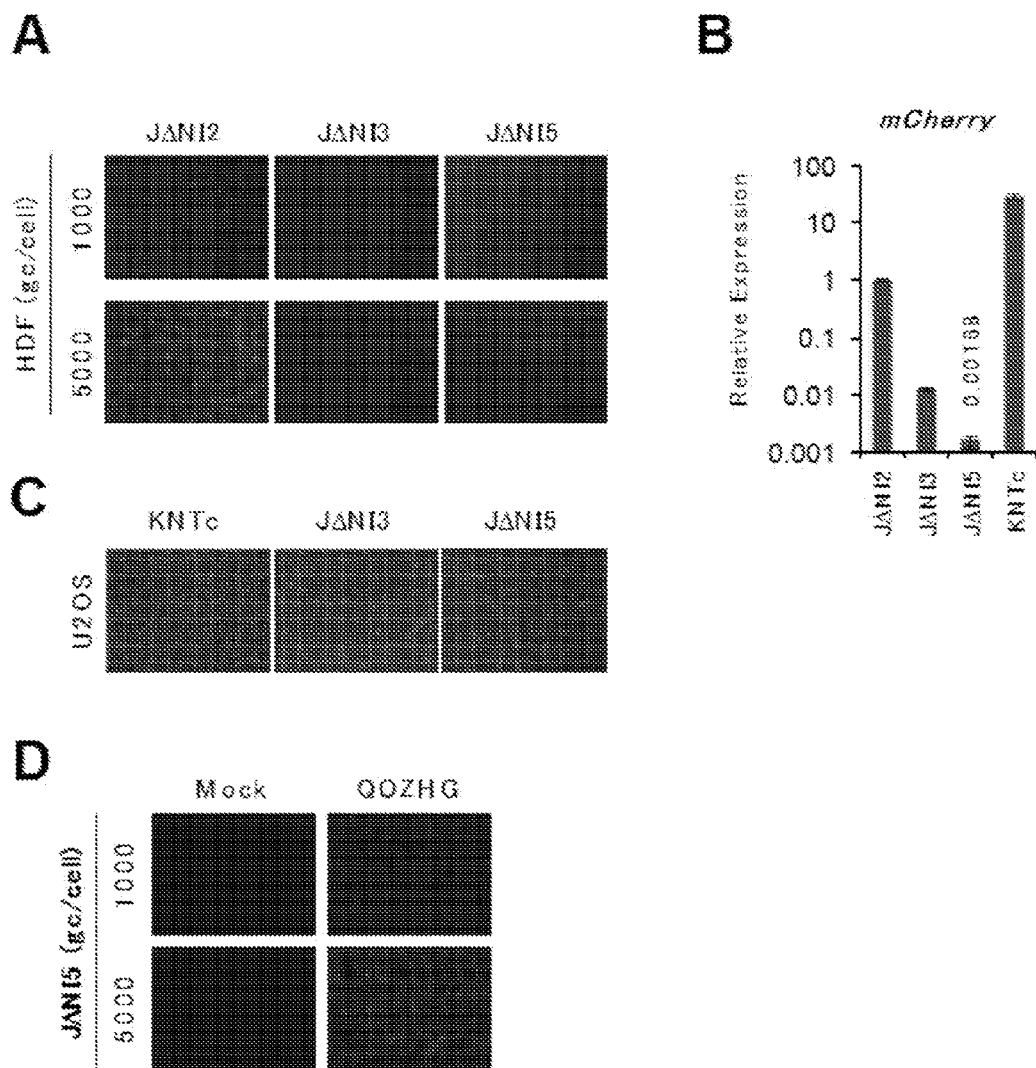 A
JΔNI2 JΔNI3 JΔNI5
HDF (gc/cell)
1000
5000
B
mCherry
Relative Expression
100
10
1
0.1
0.01
0.001
0.00168
JΔNI2
JΔNI3
JΔNI5
KNTc
C
KNTc JΔNI3 JΔNI5
U2OS
D
Mock QOZHG
JΔNI5 (gc/cell)
1000
5000